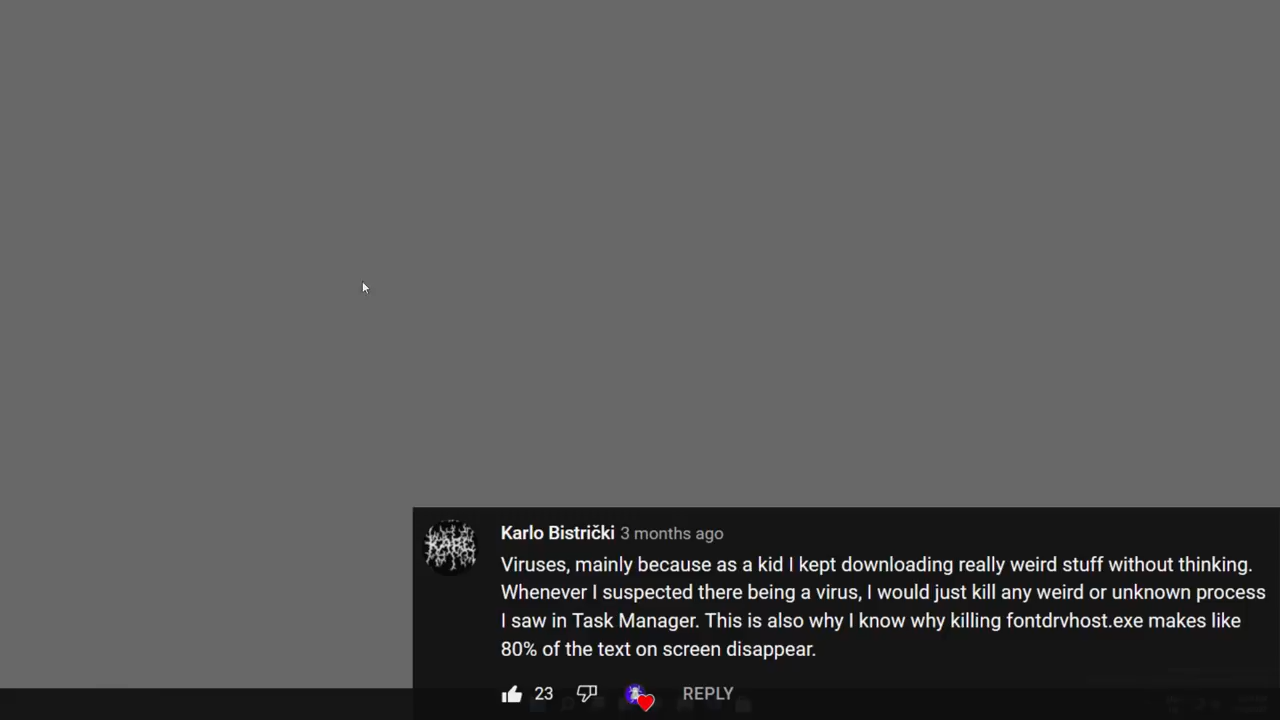 Karlo Bistrički 3 months ago
Viruses, mainly because as a kid I kept downloading really weird stuff without thinking.
Whenever I suspected there being a virus, I would just kill any weird or unknown process
I saw in Task Manager. This is also why I know why killing fontdrvhost.exe makes like
80% of the text on screen disappear.
23 REPLY